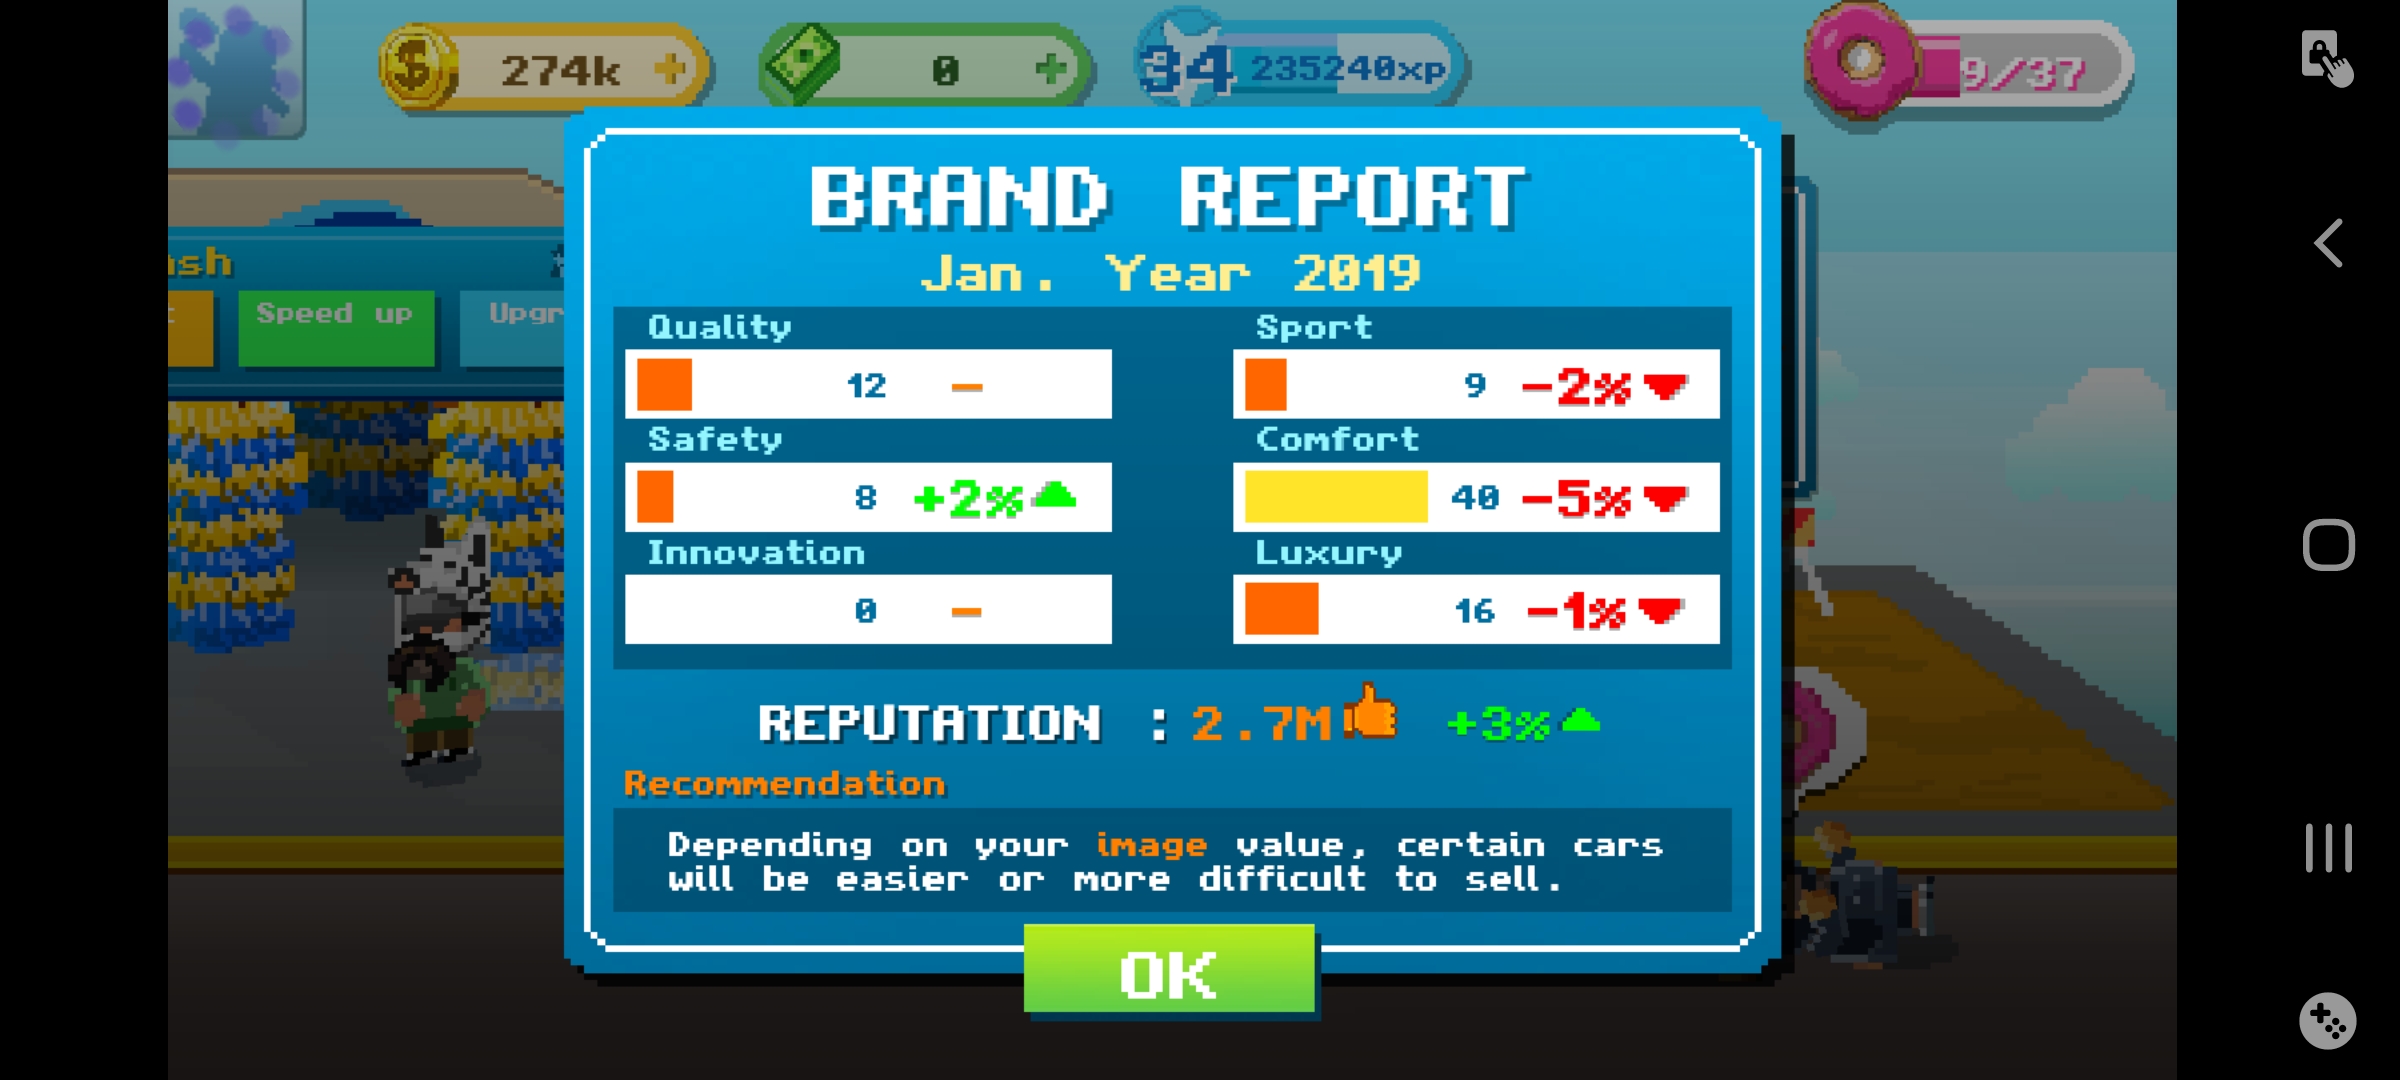 274k +
0 +
34 235240xp
9/37
BRAND REPORT
Jan. Year 2019
Speed up
Quality
12 -
Sport
9 -2%
Safety
8 +2%
Comfort
40 -5%
Innovation
0 -
Luxury
16 -1%
REPUTATION : 2.7M +3%
Recommendation
Depending on your image value, certain cars
will be easier or more difficult to sell.
OK